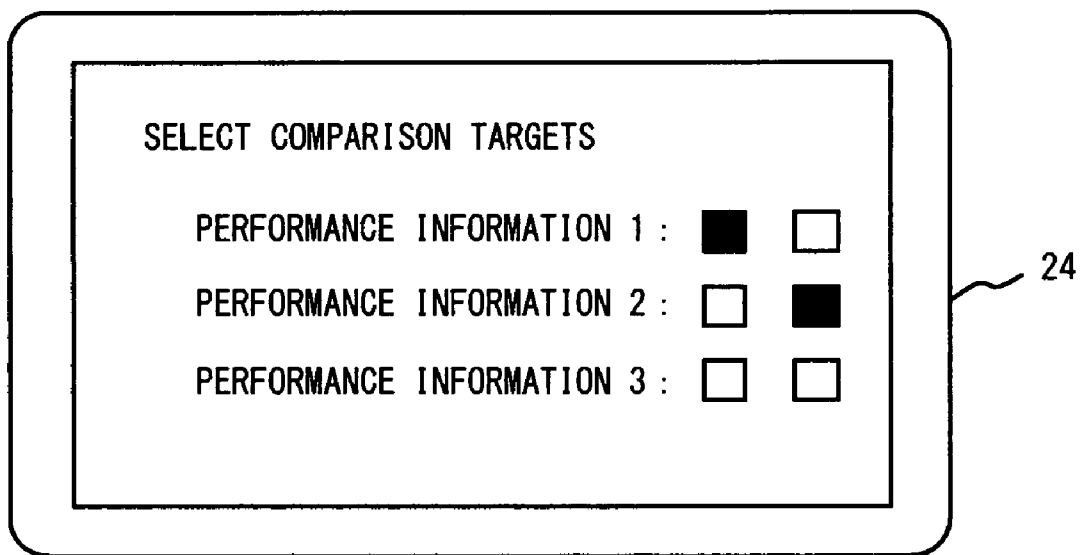 SELECT COMPARISON TARGETS
PERFORMANCE INFORMATION 1 :
PERFORMANCE INFORMATION 2 :
PERFORMANCE INFORMATION 3 :
24